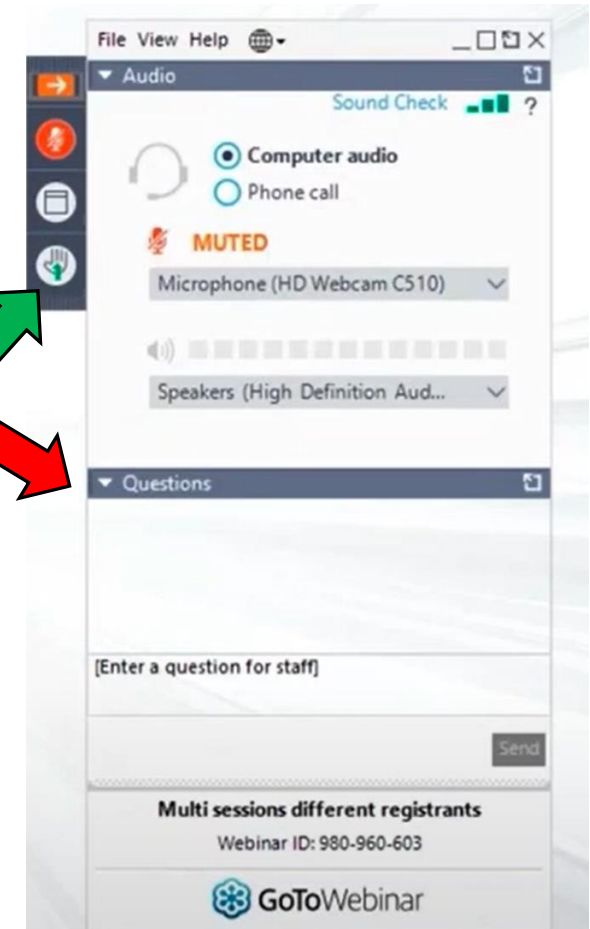 File View Help
Audio
Sound Check ?
Computer audio
Phone call
MUTED
Microphone (HD Webcam C510)
Speakers (High Definition Aud...
Questions
[Enter a question for staff]
Send
Multi sessions different registrants
Webinar ID: 980-960-603
GoToWebinar